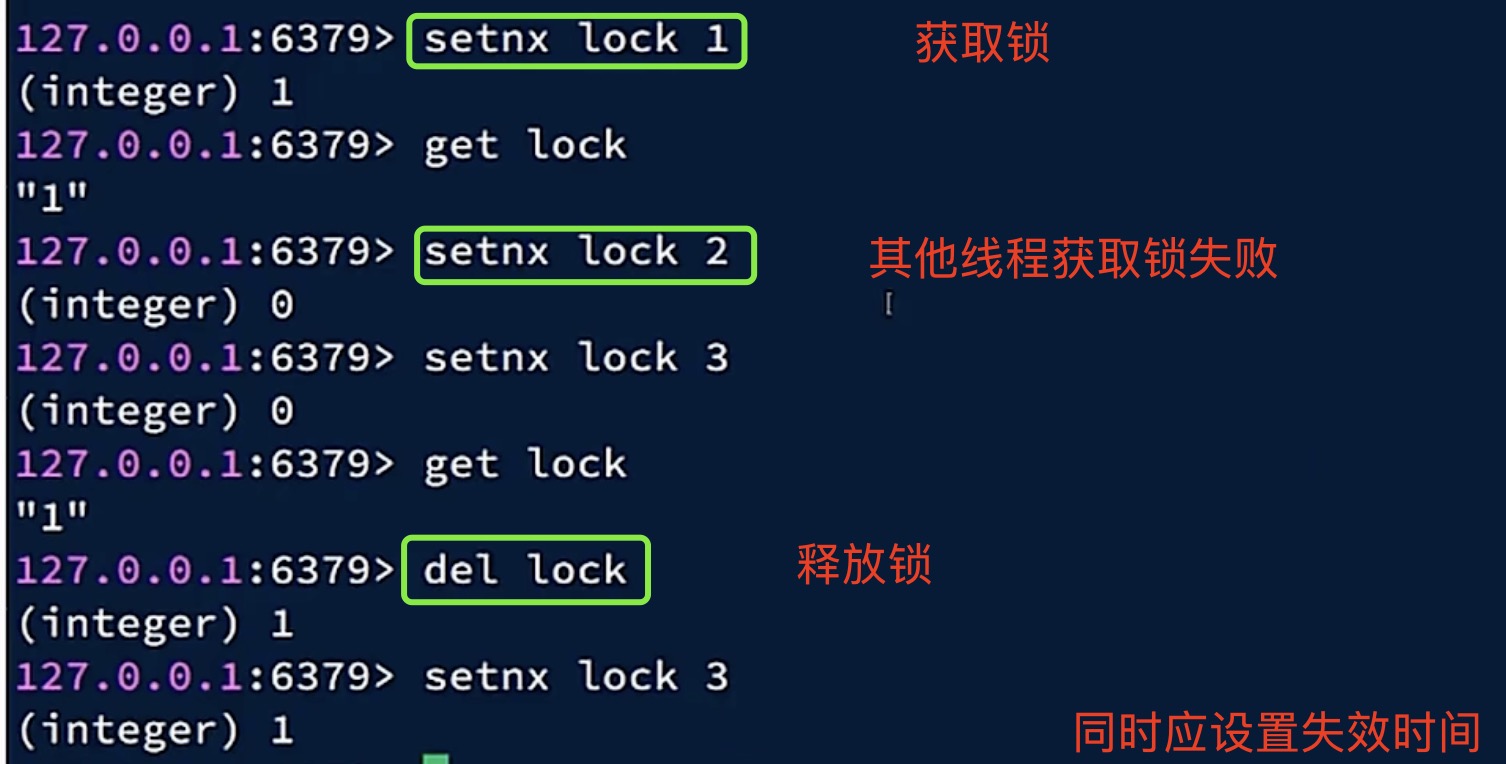 127.0.0.1:6379> setnx lock 1 获取锁
(integer) 1
127.0.0.1:6379> get lock
"1"
127.0.0.1:6379> setnx lock 2 其他线程获取锁失败
(integer) 0
127.0.0.1:6379> setnx lock 3
(integer) 0
127.0.0.1:6379> get lock
"1"
127.0.0.1:6379> del lock 释放锁
(integer) 1
127.0.0.1:6379> setnx lock 3
(integer) 1 同时应设置失效时间